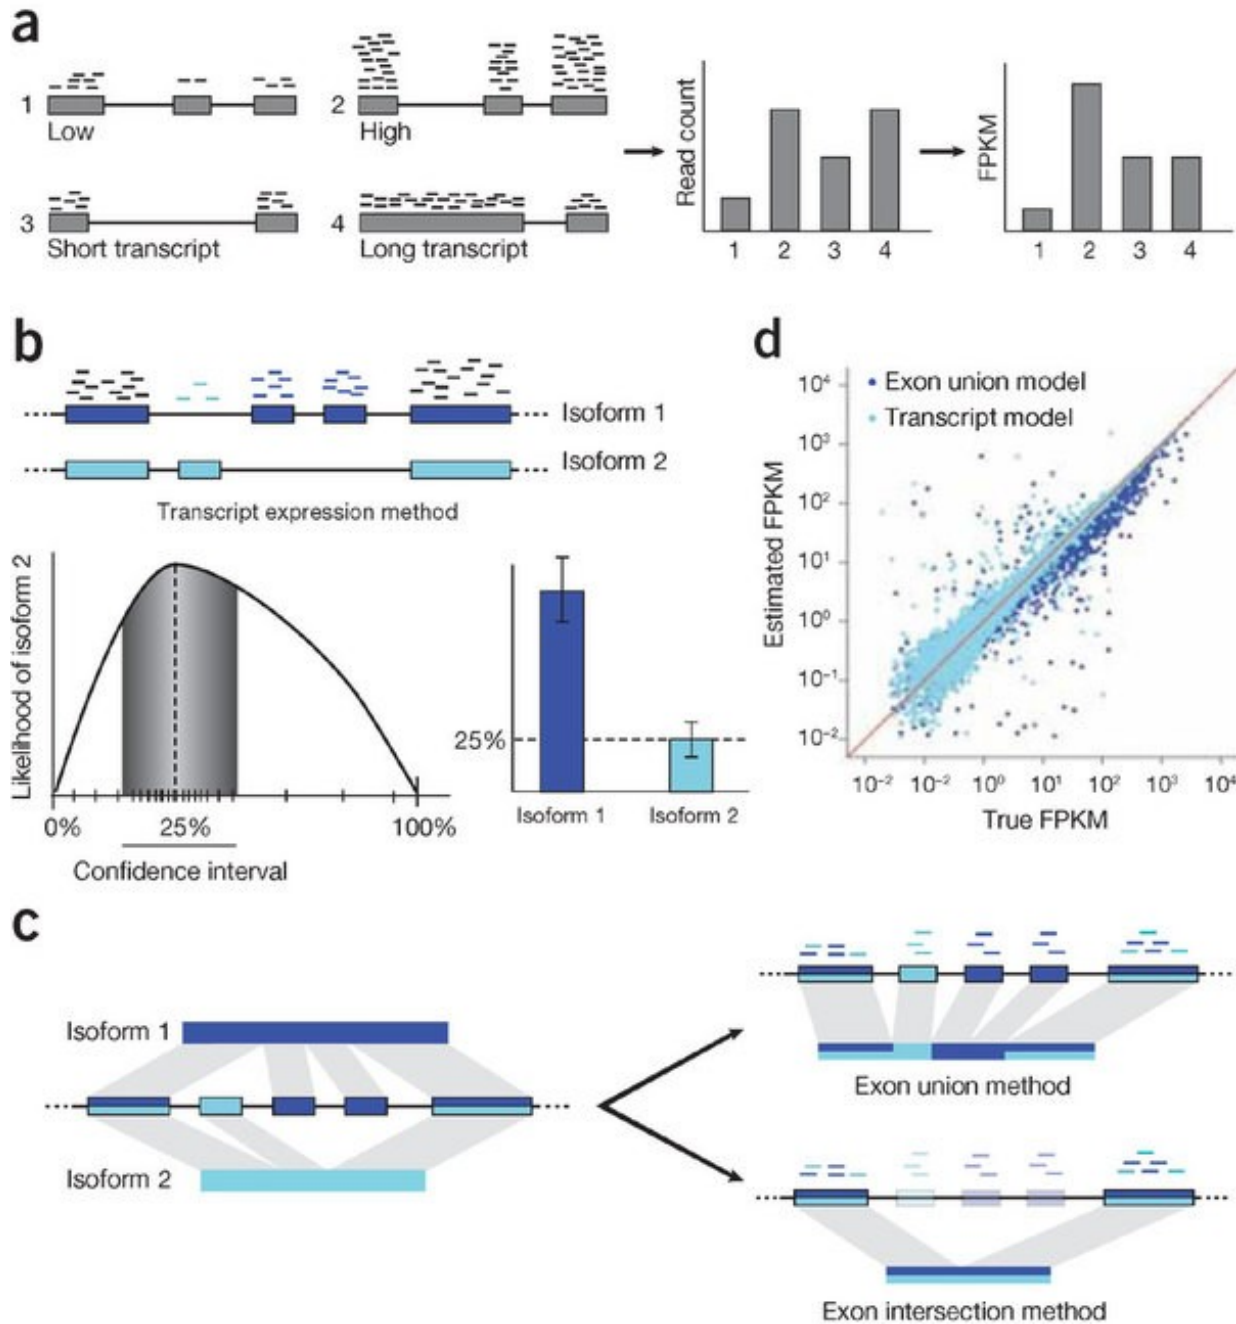 a
1
Low
2
High
3
Short transcript
4
Long transcript
Read count
1 2 3 4
FPKM
1 2 3 4
b
Isoform 1
Isoform 2
Transcript expression method
Likelihood of isoform 2
0% 25% 100%
Confidence interval
25%
Isoform 1 Isoform 2
d
Exon union model
Transcript model
Estimated FPKM
10⁴
10³
10²
10¹
10⁰
10⁻¹
10⁻²
10⁻² 10⁻² 10⁰ 10¹ 10² 10³ 10⁴
True FPKM
c
Isoform 1
Isoform 2
Exon union method
Exon intersection method